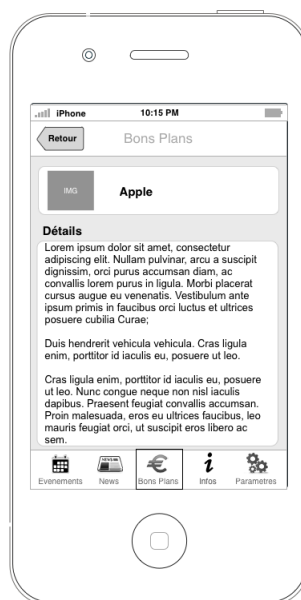 iPhone 10:15 PM
Retour Bons Plans
IMG Apple
Détails
Lorem ipsum dolor sit amet, consectetur
adipiscing elit. Nullam pulvinar, arcu a suscipit
dignissim, orci purus accumsan diam, ac
convallis lorem purus in ligula. Morbi placerat
cursus augue eu venenatis. Vestibulum ante
ipsum primis in faucibus orci luctus et ultrices
posuere cubilia Curae;
Duis hendrerit vehicula vehicula. Cras ligula
enim, porttitor id iaculis eu, posuere ut leo.
Cras ligula enim, porttitor id iaculis eu, posuere
ut leo. Nunc congue neque non nisl iaculis
dapibus. Praesent feugiat convallis accumsan.
Proin malesuada, eros eu ultrices faucibus, leo
mauris feugiat orci, ut suscipit eros libero ac
sem.
Evenements News Bons Plans Infos Parametres